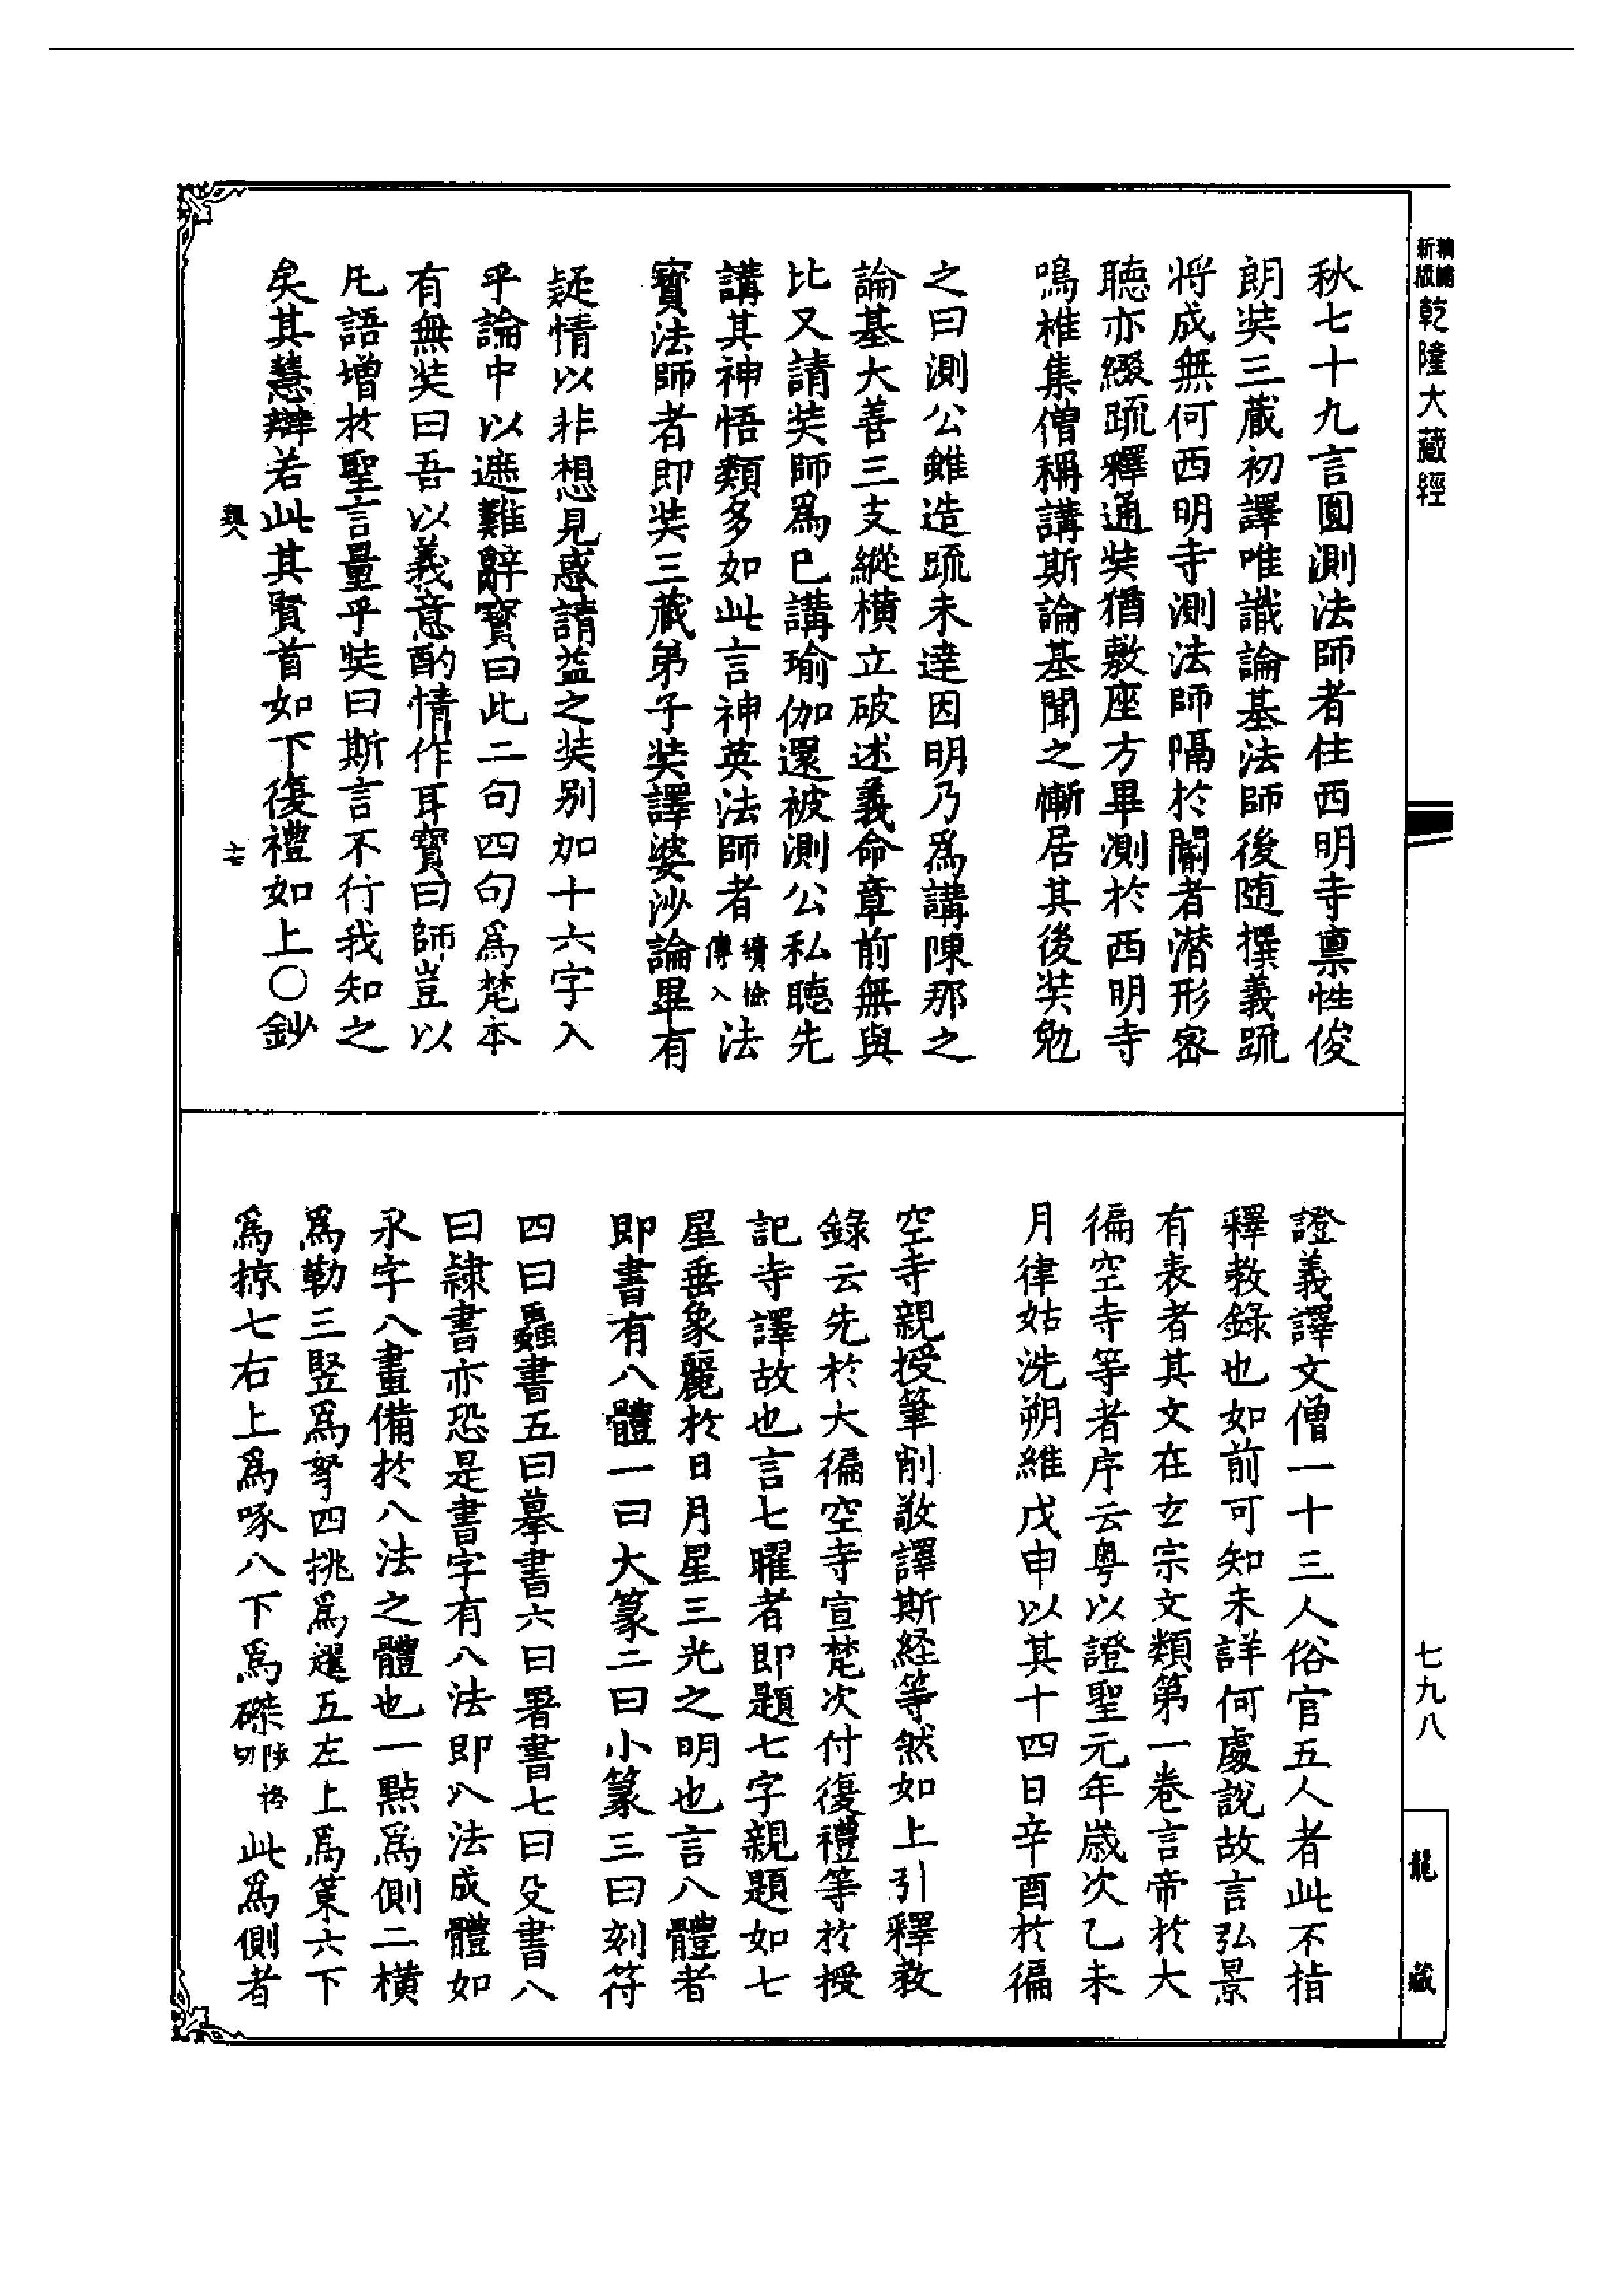 新版精縮
乾隆大藏經
秋七十九言圓測法師者住西明寺禀性俊
朗奘三藏初譯唯識論基法師後隨撰義疏
將成無何西明寺測法師隔於閽者潛形密
聽亦綴疏釋通奘猶敷座方畢測於西明寺
鳴椎集僧稱講斯論基聞之慚居其後奘勉
之曰測公雖造疏未達因明乃爲講陳那之
論基大善三支縱横立破述義命章前無與
比又請奘師爲已講瑜伽還被測公私聽先
講其神悟類多如此言神英法師者續撿傳入法
寶法師者即奘三藏弟子奘譯婆沙論畢有
疑情以非想見惑請益之奘别加十六字入
乎論中以遮難辭寳曰此二句四句爲梵本
有無奘曰吾以義意酌情作耳寳曰師豈以
凡語增於聖言量乎奘曰斯言不行我知之
矣其慧辯若此其賢首如下復禮如上〇鈔
十七
證義譯文僧一十三人俗官五人者此不指
釋教錄也如前可知未詳何處説故言弘景
有表者其文在玄宗文類第一卷言帝於大
徧空寺等者序云粤以證聖元年歲次乙未
月律姑洗朔維戊申以其十四日辛酉於徧
空寺親授筆削敬譯斯経等然如上引釋教
錄云先於大徧空寺宣梵次付復禮等於授
記寺譯故也言七曜者即題七字親題如七
星垂象麗於日月星三光之明也言八體者
即書有八體一曰大篆二曰小篆三曰刻符
四曰蟲書五曰摹書六曰署書七曰殳書八
曰隸書亦恐是書字有八法即以法成體如
永字八畫備於八法之體也一點爲側二橫
爲勒三竪爲弩四挑爲趯五左上爲策六下
爲掠七右上爲啄八下爲磔陟格切此爲側者
七九八
龍藏